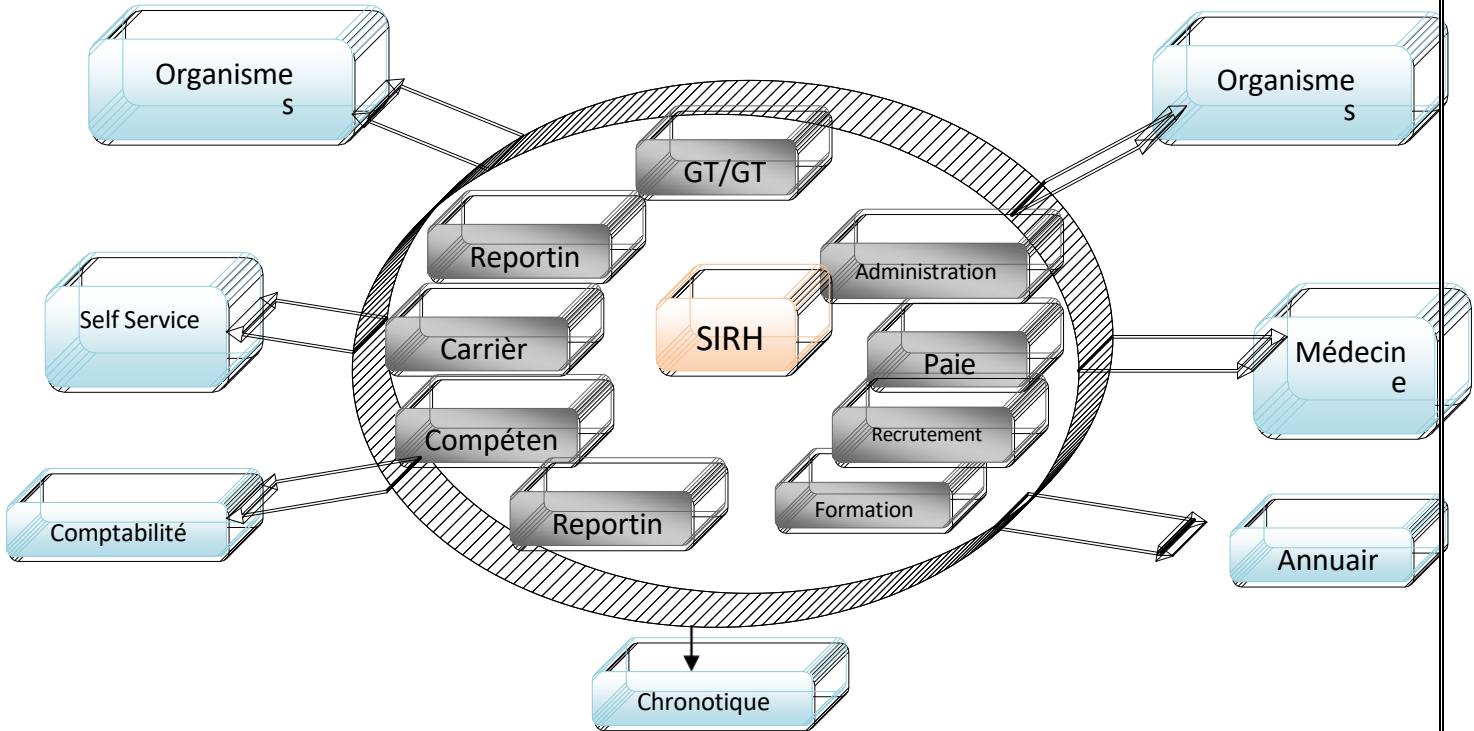 Organisme
s
Organisme
s
GT/GT
Reportin
Administration
Self Service
SIRH
Carrièr
Paie
Médecin
e
Compéten
Recrutement
Comptabilité
Reportin
Formation
Annuair
Chronotique